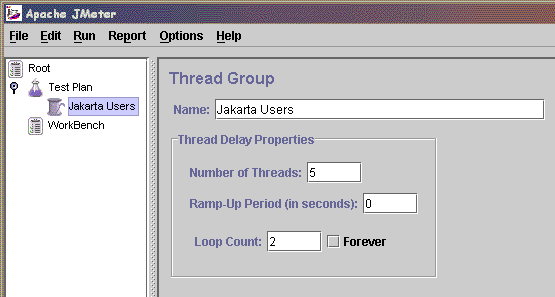 Apache JMeter
File Edit Run Report Options Help
Root
Test Plan
Jakarta Users
WorkBench
Thread Group
Name: Jakarta Users
Thread Delay Properties
Number of Threads: 5
Ramp-Up Period (in seconds): 0
Loop Count: 2 Forever